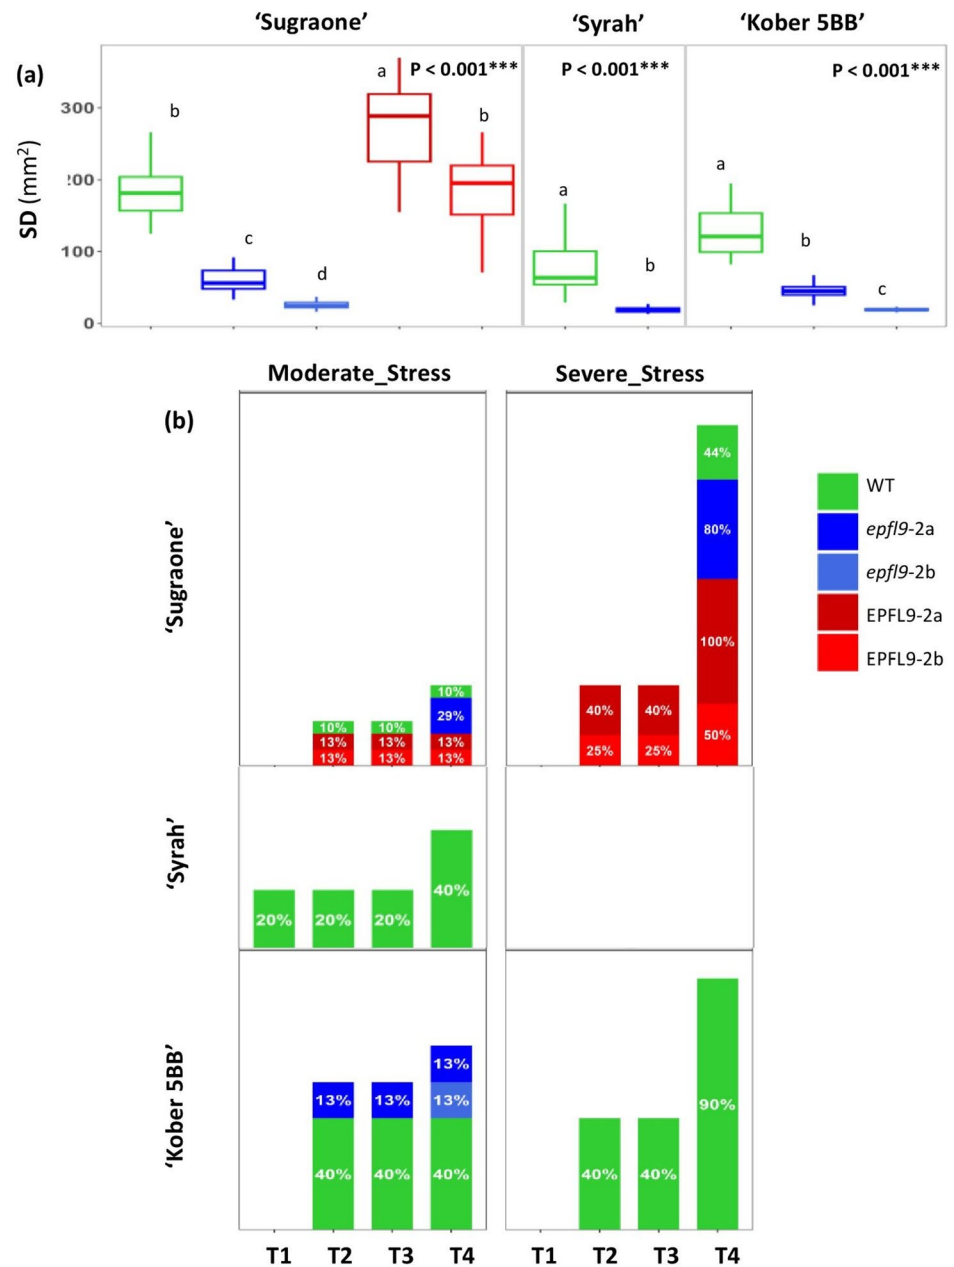 ‘Sugraone’ ‘Syrah’ ‘Kober 5BB’
(a)
P < 0.001*** P < 0.001*** P < 0.001***
SD (mm²)
300
200
100
0
b c d a b
a b
a b c
Moderate_Stress Severe_Stress
(b)
‘Sugraone’
10% 13% 13%
10% 13% 13%
10% 29% 13% 13%
40% 25%
40% 25%
44% 80% 100% 50%
WT
epfl9-2a
epfl9-2b
EPFL9-2a
EPFL9-2b
‘Syrah’
20% 20% 20% 40%
‘Kober 5BB’
13% 40%
13% 40%
13% 13% 40%
40% 40% 90%
T1 T2 T3 T4 T1 T2 T3 T4